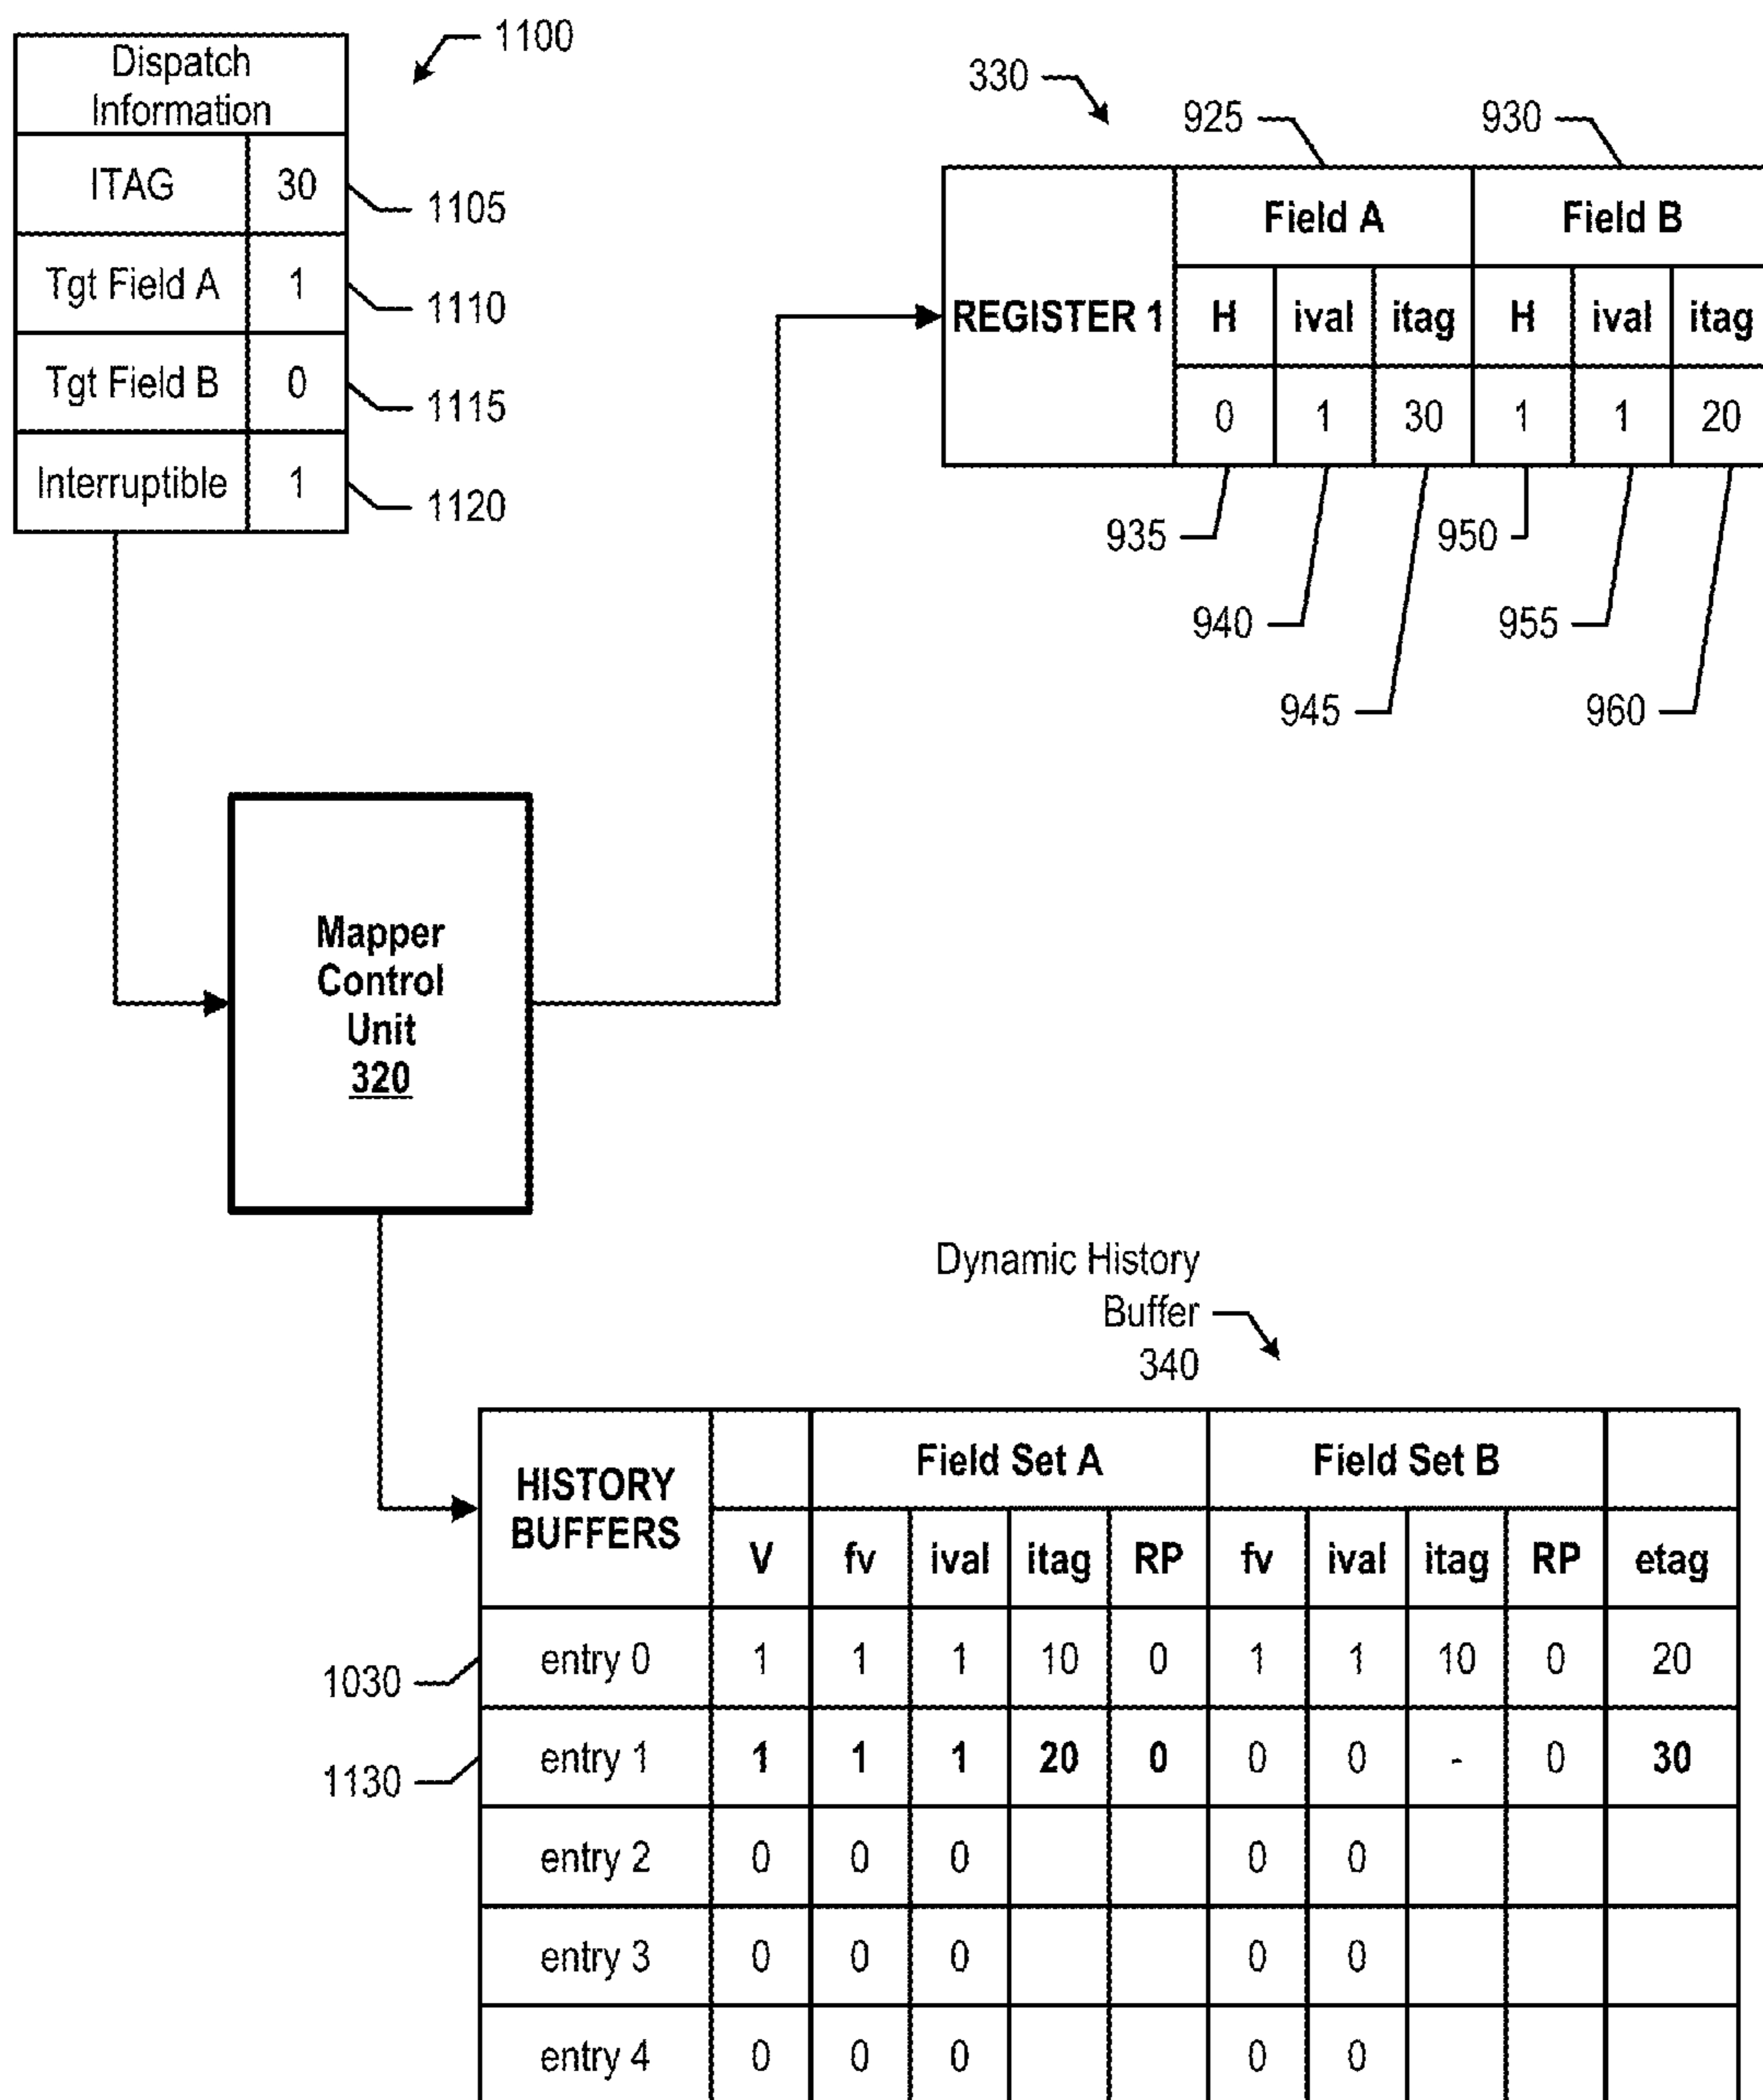 1100
Dispatch
Information
ITAG 30
1105
Tgt Field A 1
1110
Tgt Field B 0
1115
Interruptible 1
1120
330
925
930
REGISTER 1
Field A Field B
H ival itag H ival itag
0 1 30 1 1 20
935
950
940
955
945
960
Mapper
Control
Unit
320
Dynamic History
Buffer
340
HISTORY
BUFFERS
Field Set A Field Set B
V fv ival itag RP fv ival itag RP etag
1030
entry 0 1 1 1 10 0 1 1 10 0 20
1130
entry 1 1 1 1 20 0 0 0 - 0 30
entry 2 0 0 0 0 0
entry 3 0 0 0 0 0
entry 4 0 0 0 0 0